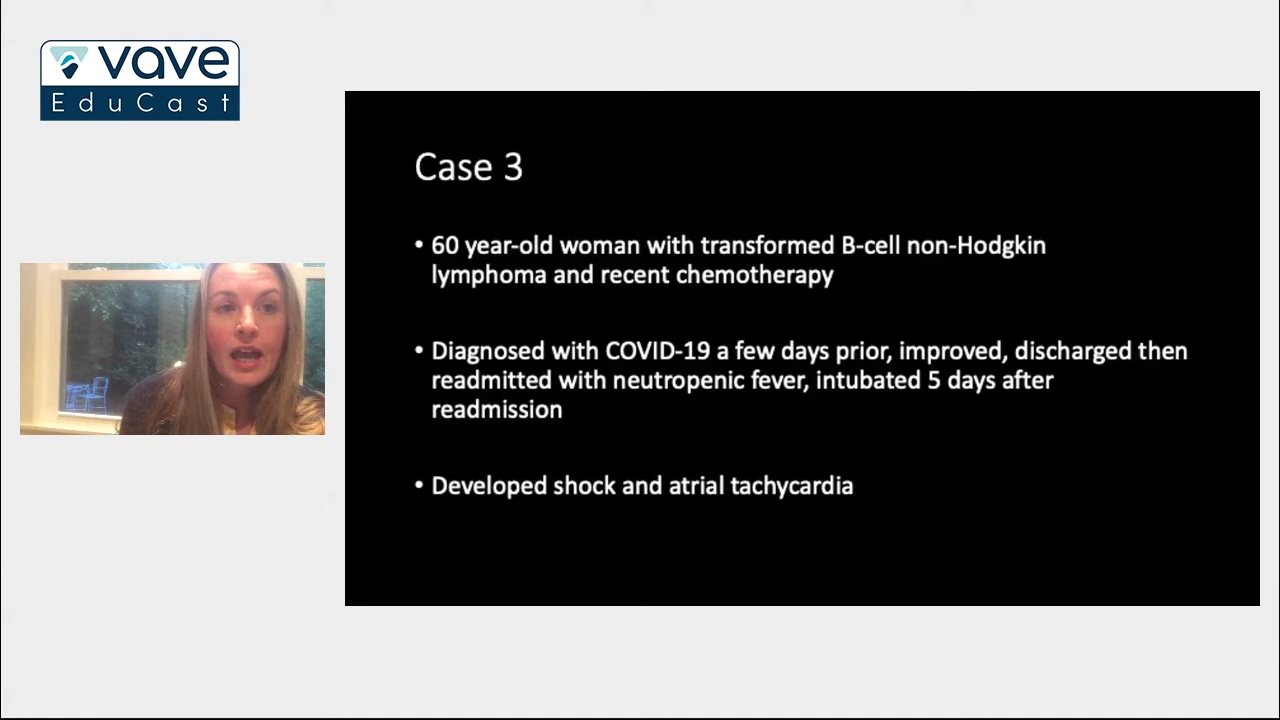 vave
EduCast
Case 3
• 60 year-old woman with transformed B-cell non-Hodgkin
lymphoma and recent chemotherapy
• Diagnosed with COVID-19 a few days prior, improved, discharged then
readmitted with neutropenic fever, intubated 5 days after
readmission
• Developed shock and atrial tachycardia